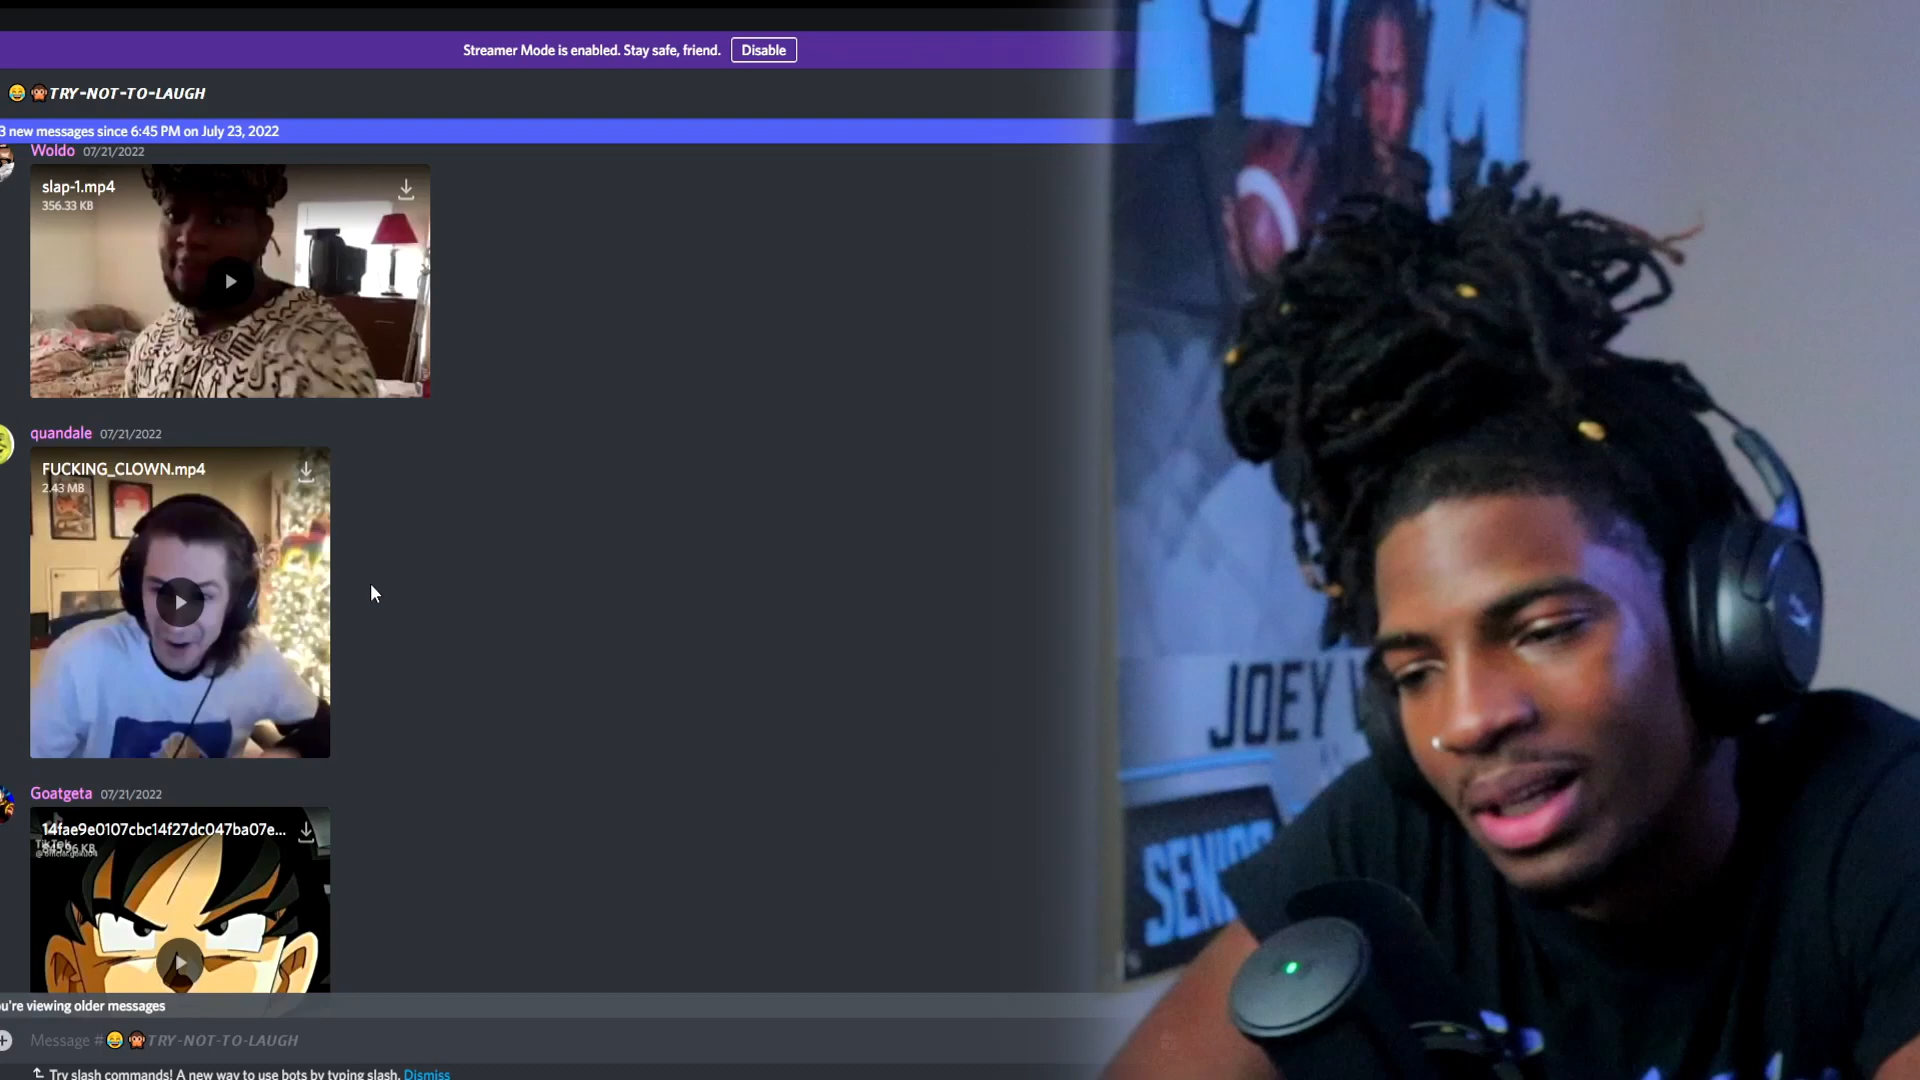 Streamer Mode is enabled. Stay safe, friend. Disable
😂🙊TRY-NOT-TO-LAUGH
3 new messages since 6:45 PM on July 23, 2022
Woldo 07/21/2022
slap-1.mp4
356.33 KB
quandale 07/21/2022
FUCKING_CLOWN.mp4
2.43 MB
Goatgeta 07/21/2022
14fae9e0107cbc14f27dc047ba07e...
TikTok
ou're viewing older messages
Message #😂🙊TRY-NOT-TO-LAUGH
Try slash commands! A new way to use bots by typing slash. Dismiss
JOEY